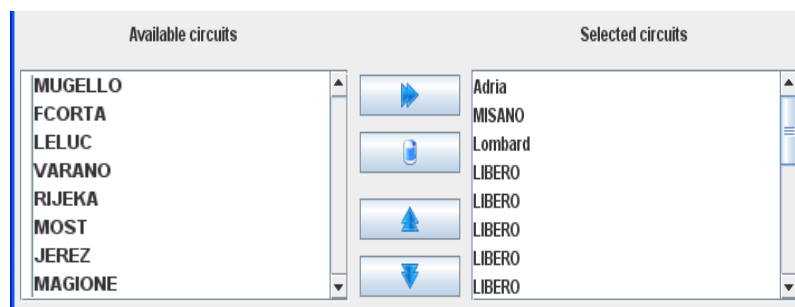 Available circuits
Selected circuits
MUGELLO
FCORTA
LELUC
VARANO
RIJEKA
MOST
JEREZ
MAGIONE
Adria
MISANO
Lombard
LIBERO
LIBERO
LIBERO
LIBERO
LIBERO